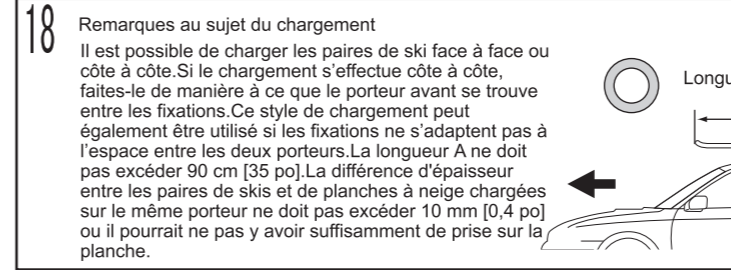 18
Remarques au sujet du chargement
Il est possible de charger les paires de ski face à face ou
côte à côte.Si le chargement s'effectue côte à côte,
faites-le de manière à ce que le porteur avant se trouve
entre les fixations.Ce style de chargement peut
également être utilisé si les fixations ne s'adaptent pas à
l'espace entre les deux porteurs.La longueur A ne doit
pas excéder 90 cm [35 po].La différence d'épaisseur
entre les paires de skis et de planches à neige chargées
sur le même porteur ne doit pas excéder 10 mm [0,4 po]
ou il pourrait ne pas y avoir suffisamment de prise sur la
planche.